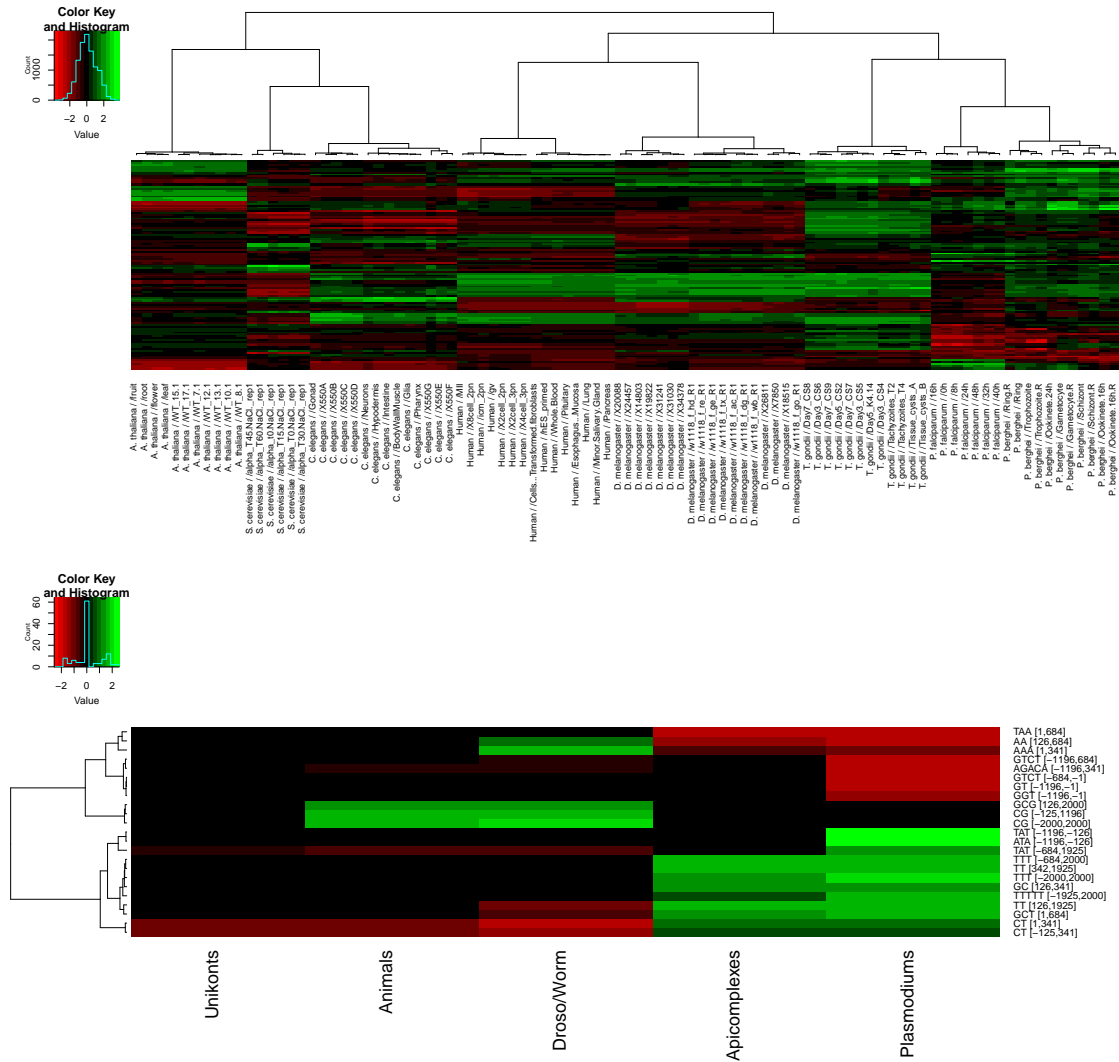 Color Key
and Histogram
Count
0 1000
−2 0 2
Value
A. thaliana / fruit
A. thaliana / root
A. thaliana / flower
A. thaliana / leaf
A. thaliana / WT_15.1
A. thaliana / WT_17.1
A. thaliana / WT_12.1
A. thaliana / WT_7.1
A. thaliana / WT_13.1
A. thaliana / WT_10.1
A. thaliana / WT_8.1
S. cerevisiae / alpha_T45.NaCl_rep1
S. cerevisiae / alpha_T60.NaCl_rep1
S. cerevisiae / alpha_t0.NaCl_rep1
S. cerevisiae / alpha_T15.NaCl_rep1
S. cerevisiae / alpha_T0.NaCl_rep1
S. cerevisiae / alpha_T30.NaCl_rep1
C. elegans / Gonad
C. elegans / X550A
C. elegans / X550B
C. elegans / X550C
C. elegans / X550D
C. elegans / Neurons
C. elegans / Hypodermis
C. elegans / Intestine
C. elegans / BodyWallMuscle
C. elegans / Glia
C. elegans / Pharynx
C. elegans / X550G
C. elegans / X550E
C. elegans / X550F
Human / MII
Human / X8cell_2pn
Human / icm_2pn
Human / gv
Human / X2cell_2pn
Human / X2cell_3pn
Human / X4cell_3pn
Human / Cells...Transformed.fibroblasts
Human / hES_primed
Human / Whole.Blood
Human / Pituitary
Human / Esophagus...Mucosa
Human / Lung
Human / Minor.Salivary.Gland
Human / Pancreas
D. melanogaster / X20088
D. melanogaster / X24457
D. melanogaster / X14803
D. melanogaster / X19822
D. melanogaster / X31241
D. melanogaster / X31030
D. melanogaster / X34378
D. melanogaster / w1118_f_hd_R1
D. melanogaster / w1118_f_re_R1
D. melanogaster / w1118_f_ge_R1
D. melanogaster / w1118_f_tx_R1
D. melanogaster / w1118_f_ac_R1
D. melanogaster / w1118_f_dg_R1
D. melanogaster / w1118_f_wb_R1
D. melanogaster / X26811
D. melanogaster / X7850
D. melanogaster / X18515
D. melanogaster / w1118_f_go_R1
T. gondii / Day7_CS8
T. gondii / Day3_CS6
T. gondii / Day7_CS9
T. gondii / Day5_CS2
T. gondii / Day7_CS7
T. gondii / Day3_CS5
T. gondii / Day5_K4.14
T. gondii / Day3_CS4
T. gondii / Tachyzoites_T2
T. gondii / Tachyzoites_T4
T. gondii / Tissue_cysts_A
T. gondii / Tissue_cysts_B
P. falciparum / 16h
P. falciparum / 0h
P. falciparum / 8h
P. falciparum / 24h
P. falciparum / 48h
P. falciparum / 32h
P. falciparum / 40h
P. berghei / Ring.R
P. berghei / Ring
P. berghei / Trophozoite
P. berghei / Trophozoite.R
P. berghei / Ookinete.24h
P. berghei / Gametocyte
P. berghei / Gametocyte.R
P. berghei / Schizont
P. berghei / Schizont.R
P. berghei / Ookinete.16h
P. berghei / Ookinete.16h.R
Color Key
and Histogram
Count
0 20 40 60
−2 0 2
Value
TAA [1,684]
AA [126,684]
AAA [1,341]
GTCT [−1196,684]
AGACA [−1196,341]
GTCT [−684,−1]
GT [−1196,−1]
GGT [−1196,−1]
GCG [126,2000]
CG [−125,1196]
CG [−2000,2000]
TAT [−1196,−126]
ATA [−1196,−126]
TAT [−684,1925]
TTT [−684,2000]
TT [342,1925]
TTT [−2000,2000]
GC [126,341]
TTTTT [−1925,2000]
TT [126,1925]
GCT [1,684]
CT [1,341]
CT [−125,341]
Unikonts
Animals
Droso/Worm
Apicomplexes
Plasmodiums